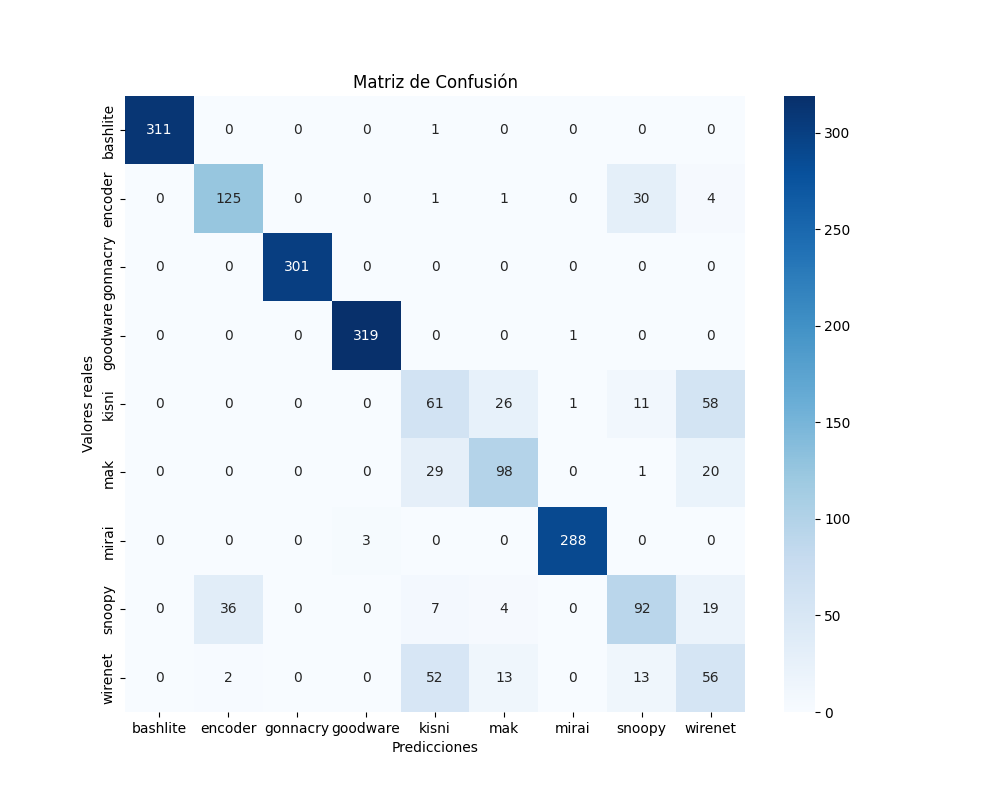 Matriz de Confusión
bashlite 311 0 0 0 1 0 0 0 0
encoder 0 125 0 0 1 1 0 30 4
gonnacry 0 0 301 0 0 0 0 0 0
goodware 0 0 0 319 0 0 1 0 0
kisni 0 0 0 0 61 26 1 11 58
mak 0 0 0 0 29 98 0 1 20
mirai 0 0 0 3 0 0 288 0 0
snoopy 0 36 0 0 7 4 0 92 19
wirenet 0 2 0 0 52 13 0 13 56
bashlite encoder gonnacry goodware kisni mak mirai snoopy wirenet
Predicciones
Valores reales
300
250
200
150
100
50
0